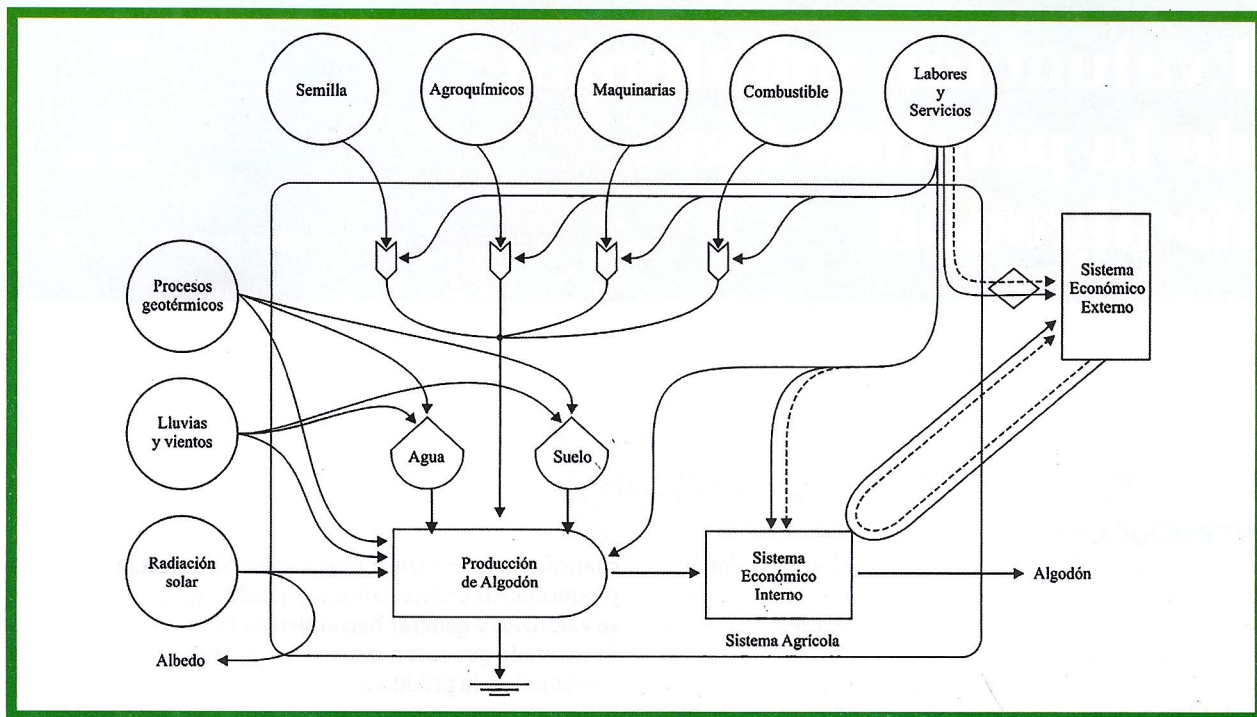 Semilla
Agroquímicos
Maquinarias
Combustible
Labores
y
Servicios
Procesos
geotérmicos
Sistema
Económico
Externo
Lluvias
y vientos
Agua
Suelo
Radiación
solar
Producción
de Algodón
Sistema
Económico
Interno
Algodón
Sistema Agrícola
Albedo